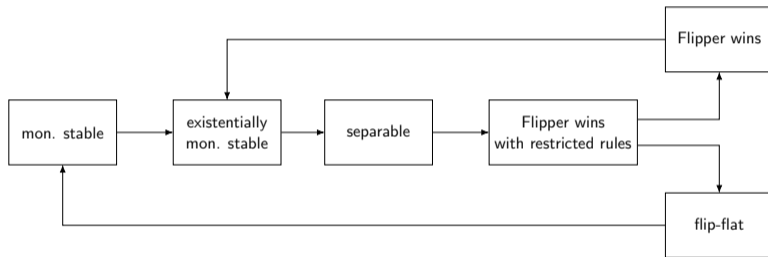 Flipper wins
mon. stable
existentially
mon. stable
separable
Flipper wins
with restricted rules
flip-flat